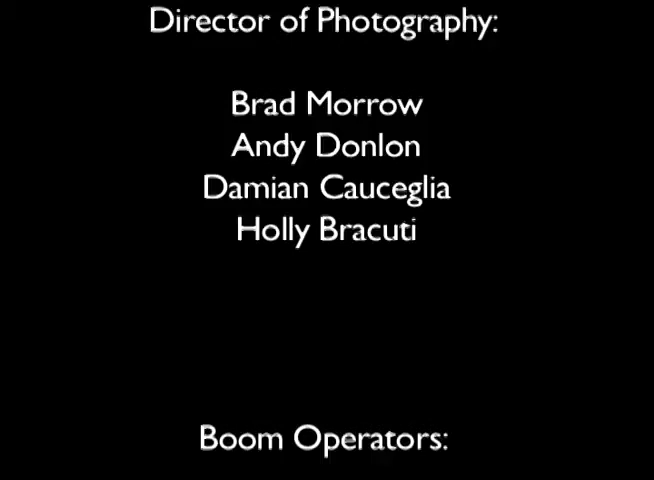 Director of Photography:
Brad Morrow
Andy Donlon
Damian Cauceglia
Holly Bracuti
Boom Operators: